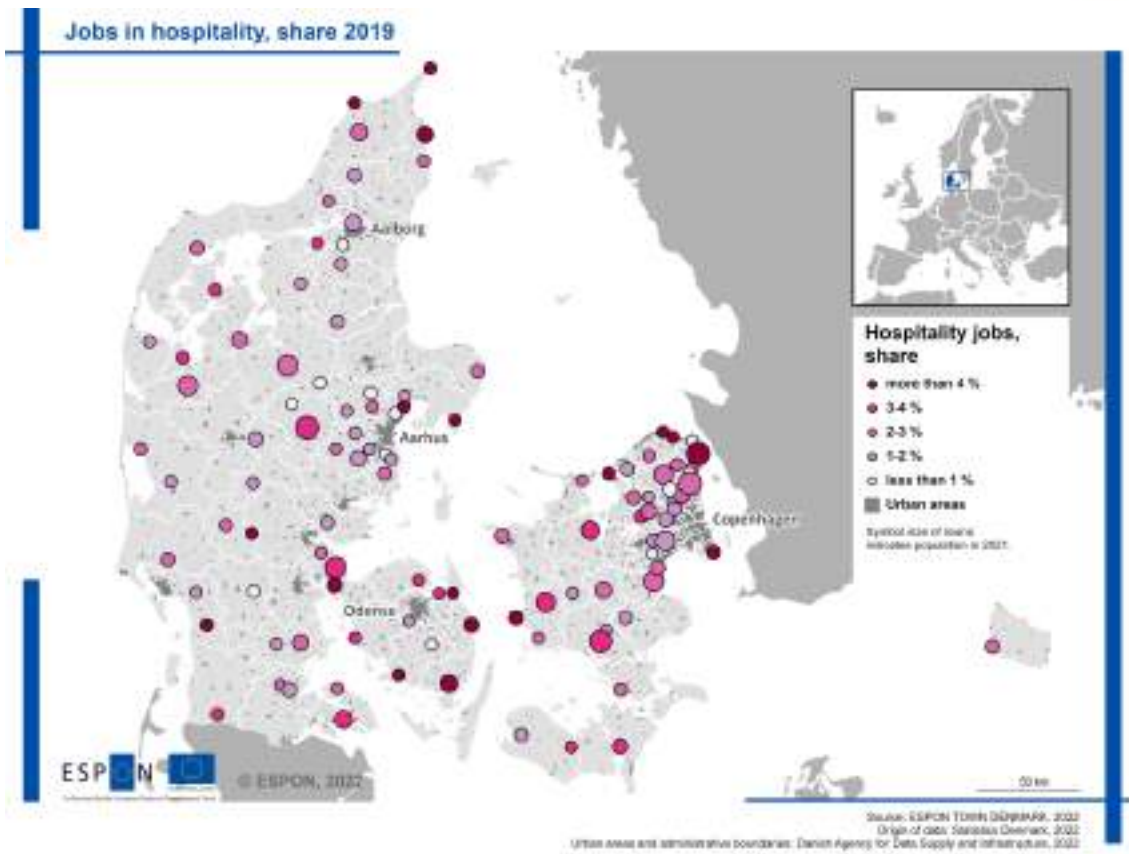 Jobs in hospitality, share 2019
Aalborg
Aarhus
Copenhagen
Odense
Hospitality jobs,
share
more than 4 %
3-4 %
2-3 %
1-2 %
less than 1 %
Urban areas
Symbol size of towns
indicates population in 2021.
ESPON
© ESPON, 2022
50 km
Source: ESPON TOWN DENMARK, 2022
Origin of data: Statistics Denmark, 2022
Urban areas and administrative boundaries: Danish Agency for Data Supply and Infrastructure, 2022